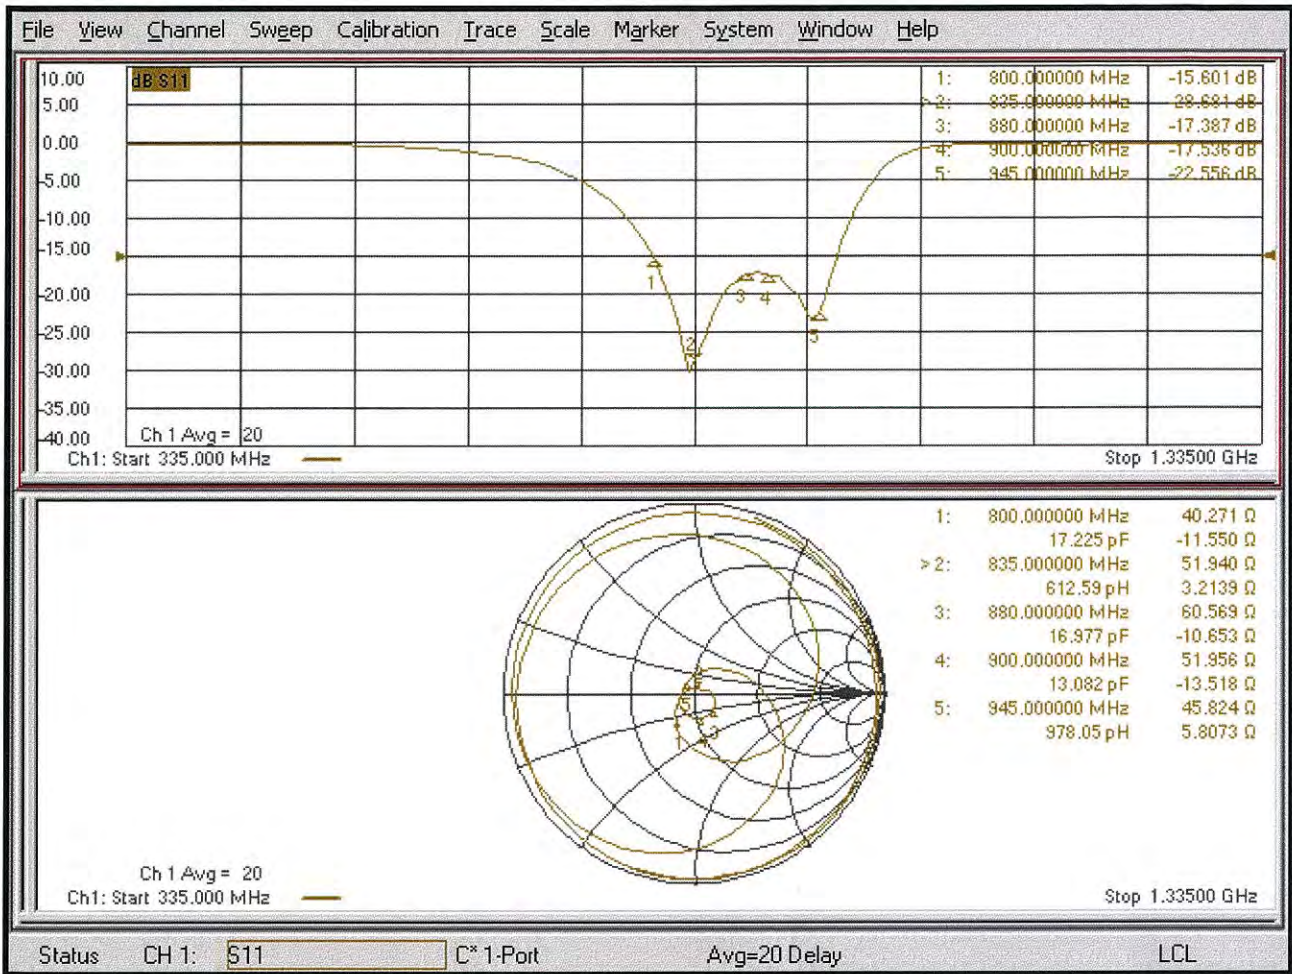 File View Channel Sweep Calibration Trace Scale Marker System Window Help
10.00 dB S11 1: 800.000000 MHz -15.601 dB
5.00 > 2: 835.000000 MHz -28.681 dB
3: 880.000000 MHz -17.387 dB
0.00 4: 900.000000 MHz -17.536 dB
5: 945.000000 MHz -22.556 dB
-5.00
-10.00
-15.00
-20.00
-25.00
-30.00
-35.00
-40.00
1
2
3
4
5
Ch 1 Avg = 20
Ch1: Start 335.000 MHz Stop 1.33500 GHz
1: 800.000000 MHz 40.271 Ω
17.225 pF -11.550 Ω
> 2: 835.000000 MHz 51.940 Ω
612.59 pH 3.2139 Ω
3: 880.000000 MHz 60.569 Ω
16.977 pF -10.653 Ω
4: 900.000000 MHz 51.956 Ω
13.082 pF -13.518 Ω
5: 945.000000 MHz 45.824 Ω
978.05 pH 5.8073 Ω
Ch 1 Avg = 20
Ch1: Start 335.000 MHz Stop 1.33500 GHz
Status CH 1: S11 C* 1-Port Avg=20 Delay LCL